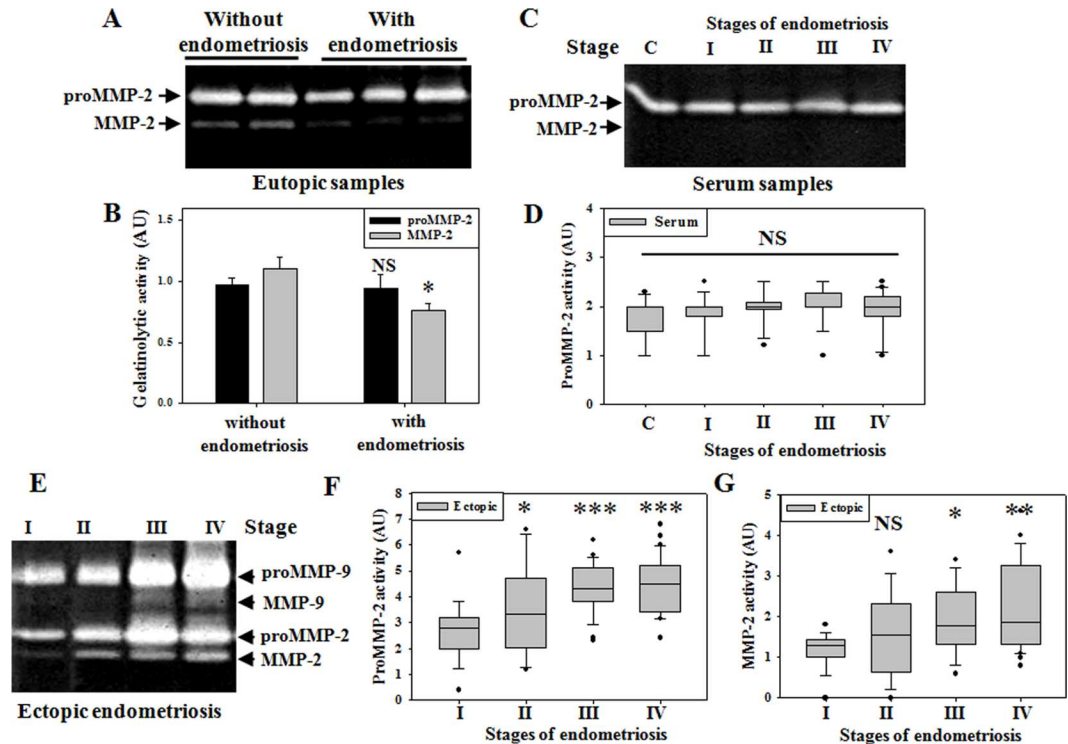 A
Without
endometriosis
With
endometriosis
proMMP-2
MMP-2
Eutopic samples
B
Gelatinolytic activity (AU)
1.5
1.0
0.5
0.0
proMMP-2
MMP-2
NS
*
without
endometriosis
with
endometriosis
C
Stages of endometriosis
Stage C I II III IV
proMMP-2
MMP-2
Serum samples
D
ProMMP-2 activity (AU)
4
3
2
1
0
Serum
NS
C I II III IV
Stages of endometriosis
E
I II III IV Stage
proMMP-9
MMP-9
proMMP-2
MMP-2
Ectopic endometriosis
F
ProMMP-2 activity (AU)
8
7
6
5
4
3
2
1
0
Ectopic
* *** ***
I II III IV
Stages of endometriosis
G
MMP-2 activity (AU)
5
4
3
2
1
0
Ectopic
NS * **
I II III IV
Stages of endometriosis